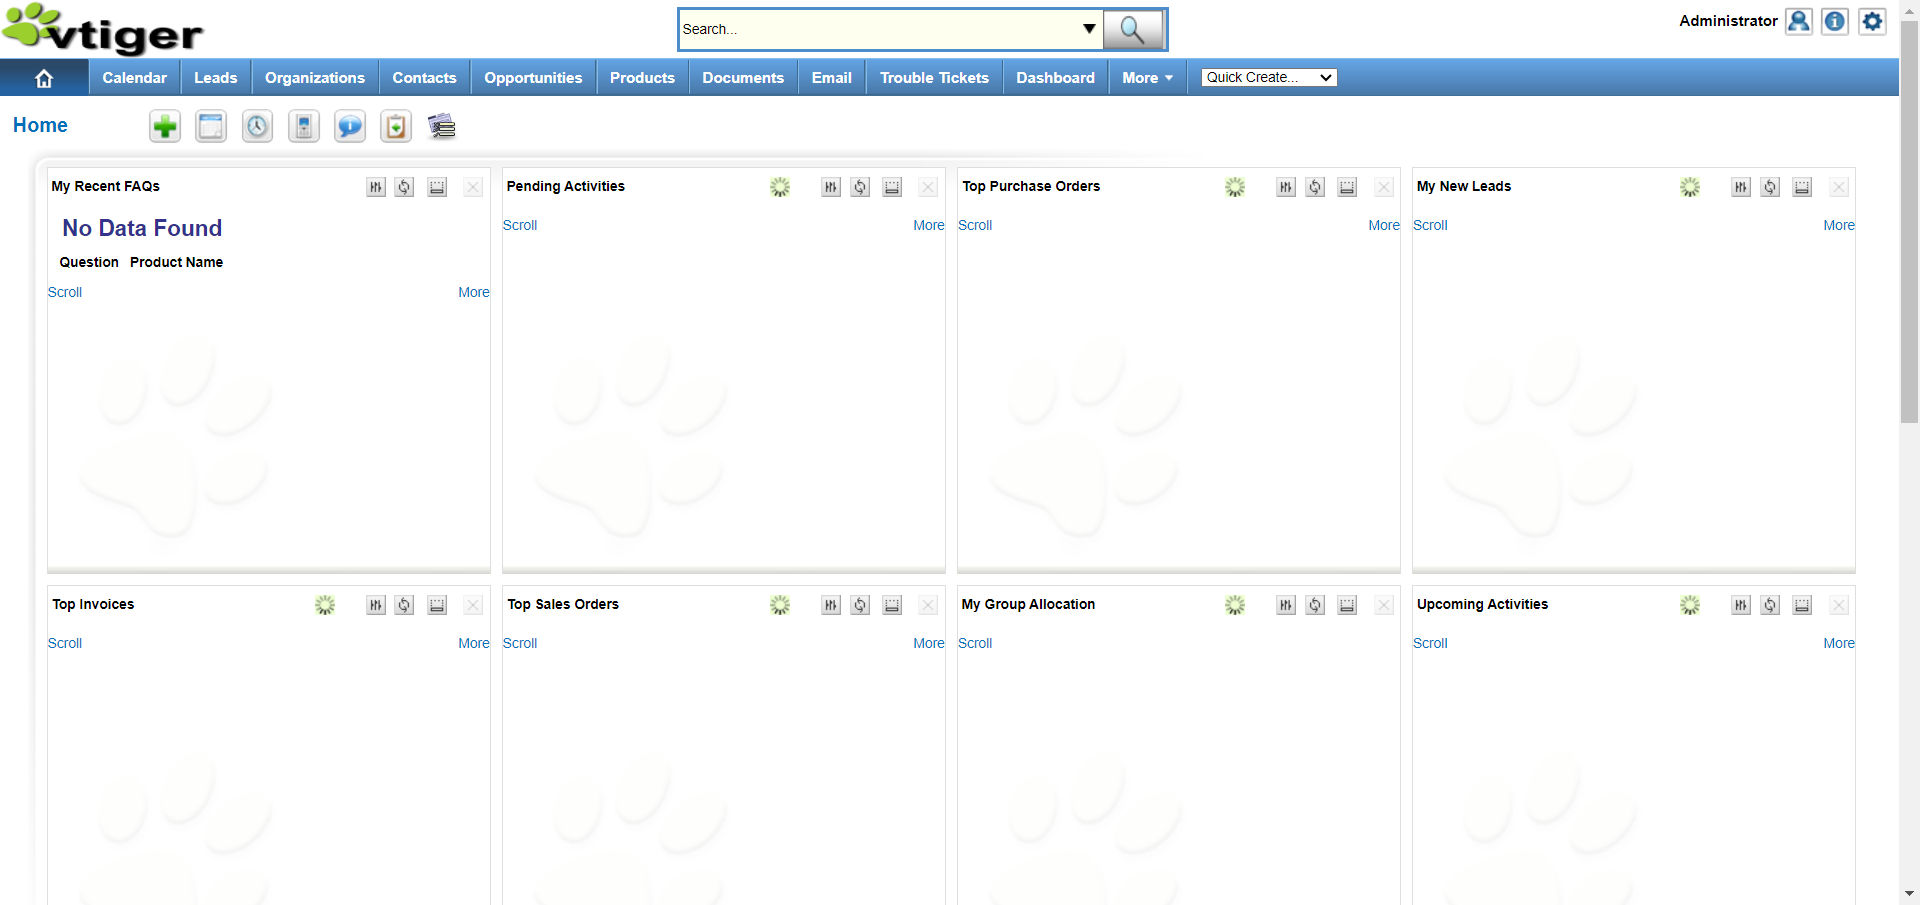 vtiger
Search...
Administrator
Calendar Leads Organizations Contacts Opportunities Products Documents Email Trouble Tickets Dashboard More Quick Create...
Home
My Recent FAQs Pending Activities Top Purchase Orders My New Leads
No Data Found
Question Product Name
Scroll More
Scroll More
Scroll More
Scroll More
Top Invoices Top Sales Orders My Group Allocation Upcoming Activities
Scroll More
Scroll More
Scroll
Scroll More